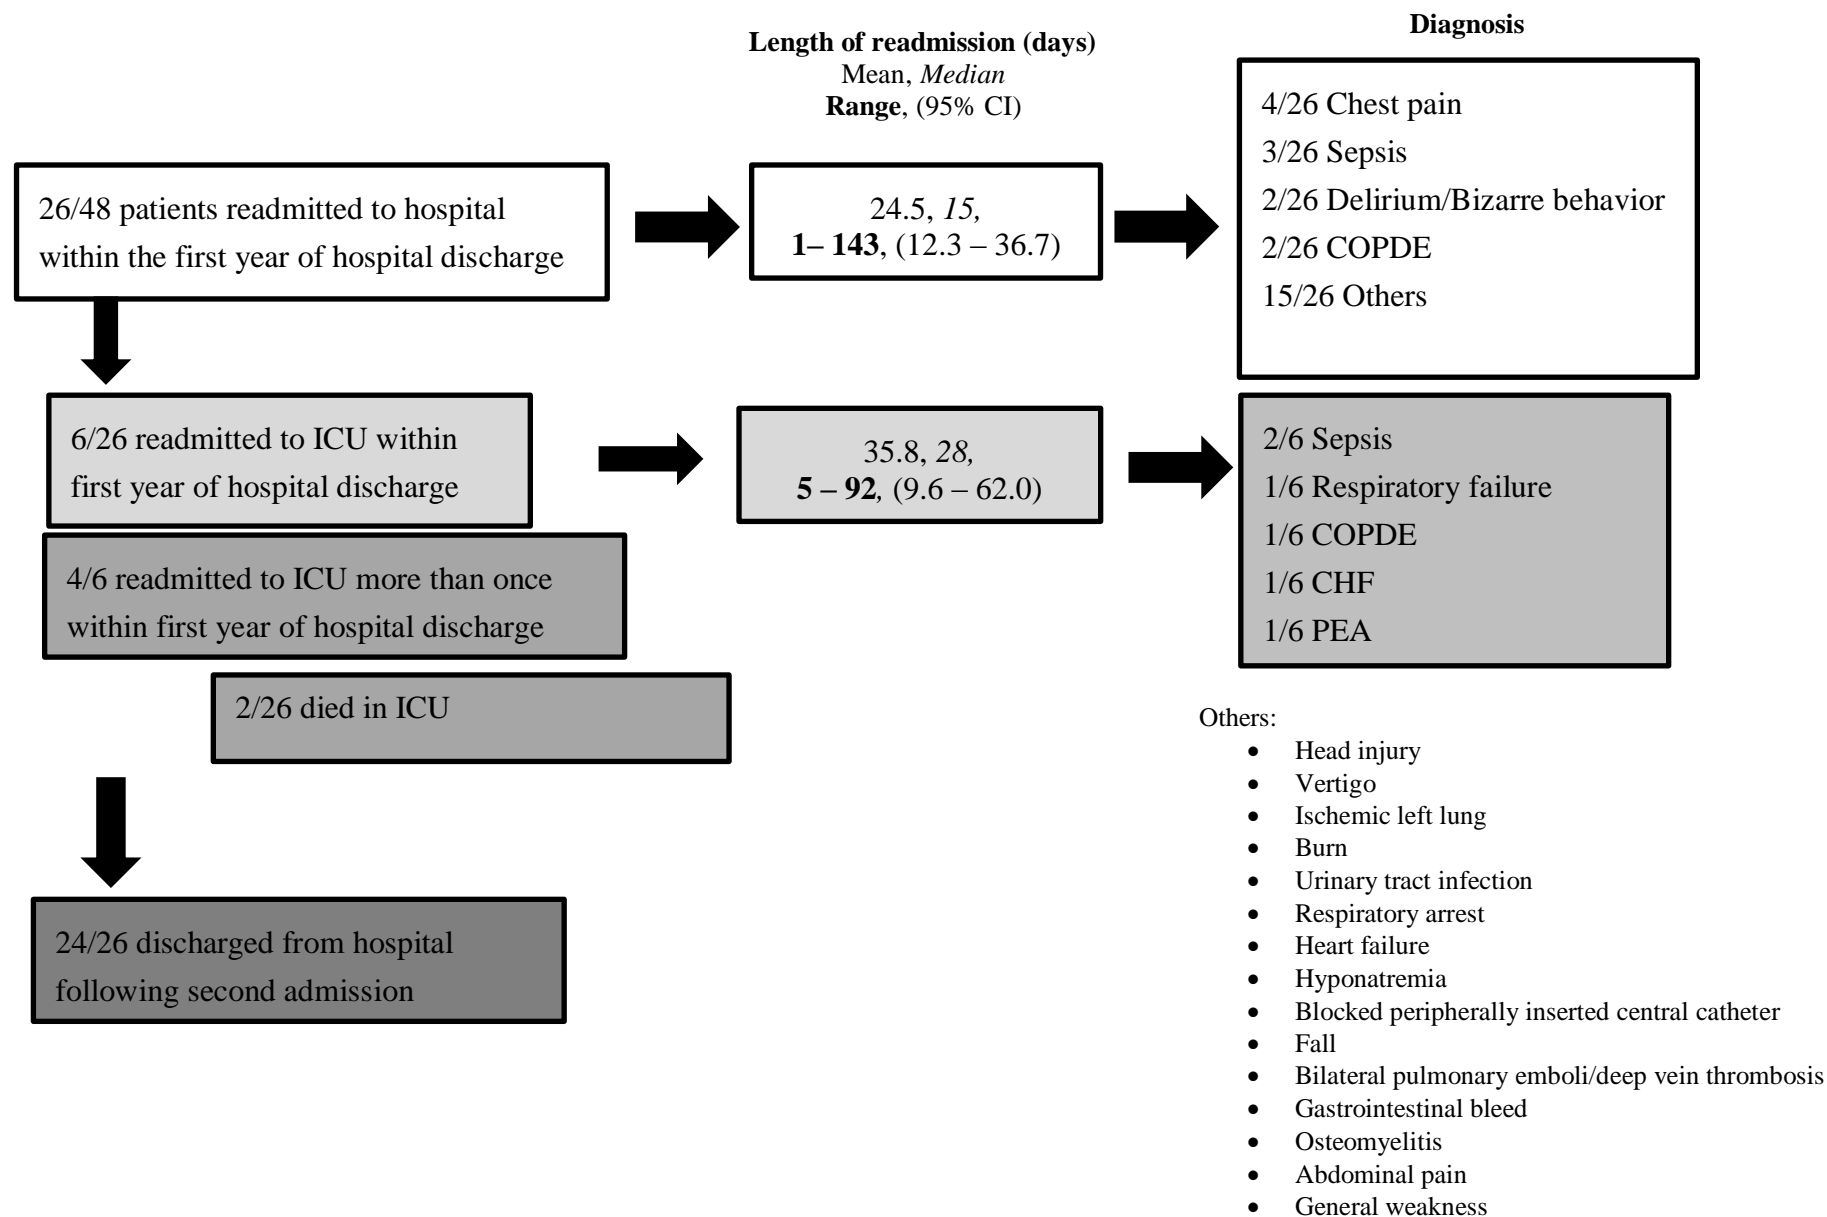 Length of readmission (days)
Mean, Median
Range, (95% CI)
Diagnosis
26/48 patients readmitted to hospital
within the first year of hospital discharge
24.5, 15,
1– 143, (12.3 – 36.7)
4/26 Chest pain
3/26 Sepsis
2/26 Delirium/Bizarre behavior
2/26 COPDE
15/26 Others
6/26 readmitted to ICU within
first year of hospital discharge
35.8, 28,
5 – 92, (9.6 – 62.0)
2/6 Sepsis
1/6 Respiratory failure
1/6 COPDE
1/6 CHF
1/6 PEA
4/6 readmitted to ICU more than once
within first year of hospital discharge
2/26 died in ICU
24/26 discharged from hospital
following second admission
Others:
• Head injury
• Vertigo
• Ischemic left lung
• Burn
• Urinary tract infection
• Respiratory arrest
• Heart failure
• Hyponatremia
• Blocked peripherally inserted central catheter
• Fall
• Bilateral pulmonary emboli/deep vein thrombosis
• Gastrointestinal bleed
• Osteomyelitis
• Abdominal pain
• General weakness